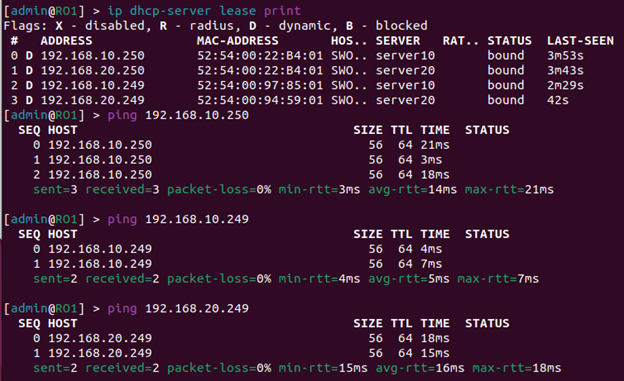 [admin@RO1] > ip dhcp-server lease print
Flags: X - disabled, R - radius, D - dynamic, B - blocked
# ADDRESS MAC-ADDRESS HOS.. SERVER RAT.. STATUS LAST-SEEN
0 D 192.168.10.250 52:54:00:22:B4:01 SWO.. server10 bound 3m53s
1 D 192.168.20.250 52:54:00:22:B4:01 SWO.. server20 bound 3m43s
2 D 192.168.10.249 52:54:00:97:85:01 SWO.. server10 bound 2m29s
3 D 192.168.20.249 52:54:00:94:59:01 SWO.. server20 bound 42s
[admin@RO1] > ping 192.168.10.250
SEQ HOST SIZE TTL TIME STATUS
0 192.168.10.250 56 64 21ms
1 192.168.10.250 56 64 3ms
2 192.168.10.250 56 64 18ms
sent=3 received=3 packet-loss=0% min-rtt=3ms avg-rtt=14ms max-rtt=21ms
[admin@RO1] > ping 192.168.10.249
SEQ HOST SIZE TTL TIME STATUS
0 192.168.10.249 56 64 4ms
1 192.168.10.249 56 64 7ms
sent=2 received=2 packet-loss=0% min-rtt=4ms avg-rtt=5ms max-rtt=7ms
[admin@RO1] > ping 192.168.20.249
SEQ HOST SIZE TTL TIME STATUS
0 192.168.20.249 56 64 18ms
1 192.168.20.249 56 64 15ms
sent=2 received=2 packet-loss=0% min-rtt=15ms avg-rtt=16ms max-rtt=18ms